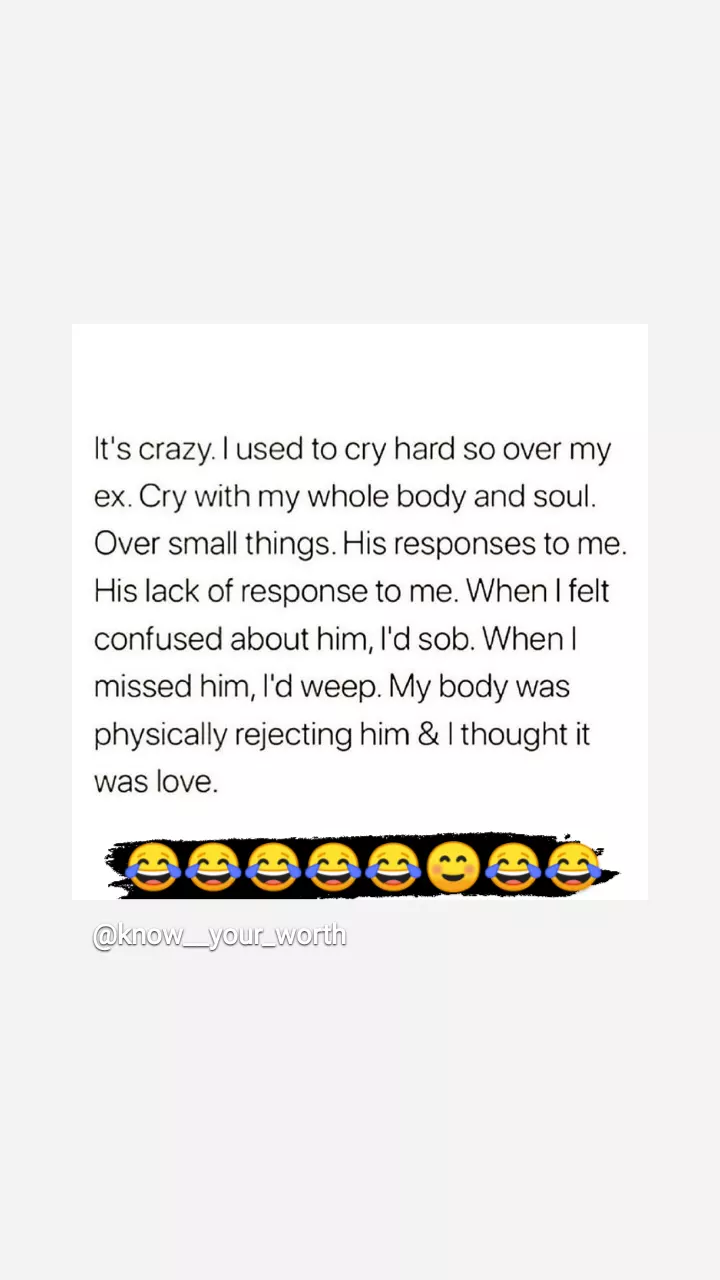 It's crazy. I used to cry hard so over my
ex. Cry with my whole body and soul.
Over small things. His responses to me.
His lack of response to me. When I felt
confused about him, I'd sob. When I
missed him, I'd weep. My body was
physically rejecting him & I thought it
was love.
😂😂😂😂😂😊😂😂
@know__your_worth